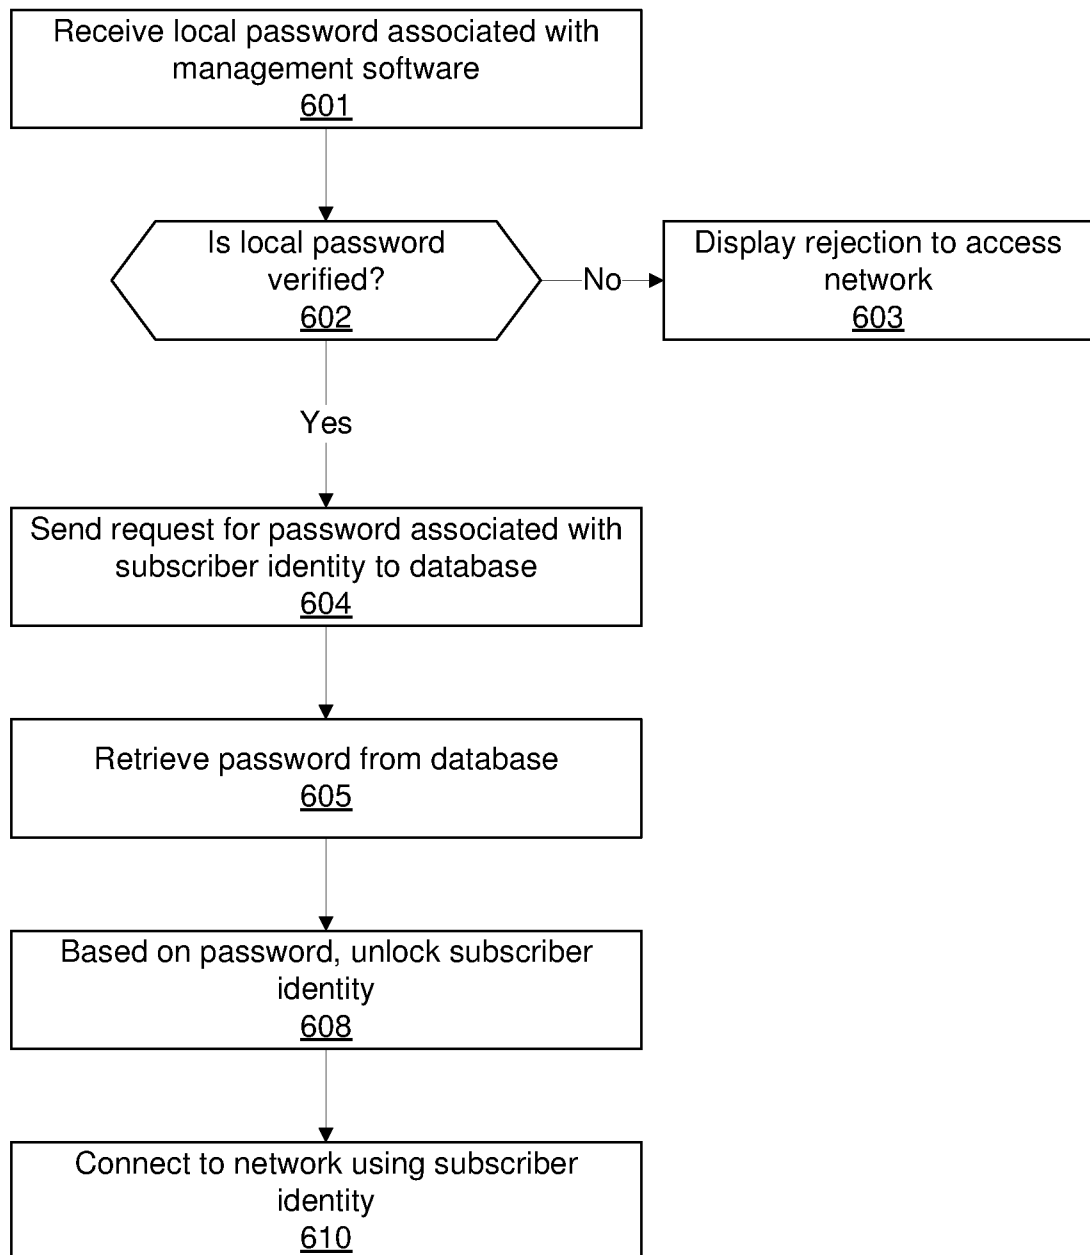 Receive local password associated with
management software
601
Is local password
verified?
602
No
Display rejection to access
network
603
Yes
Send request for password associated with
subscriber identity to database
604
Retrieve password from database
605
Based on password, unlock subscriber
identity
608
Connect to network using subscriber
identity
610